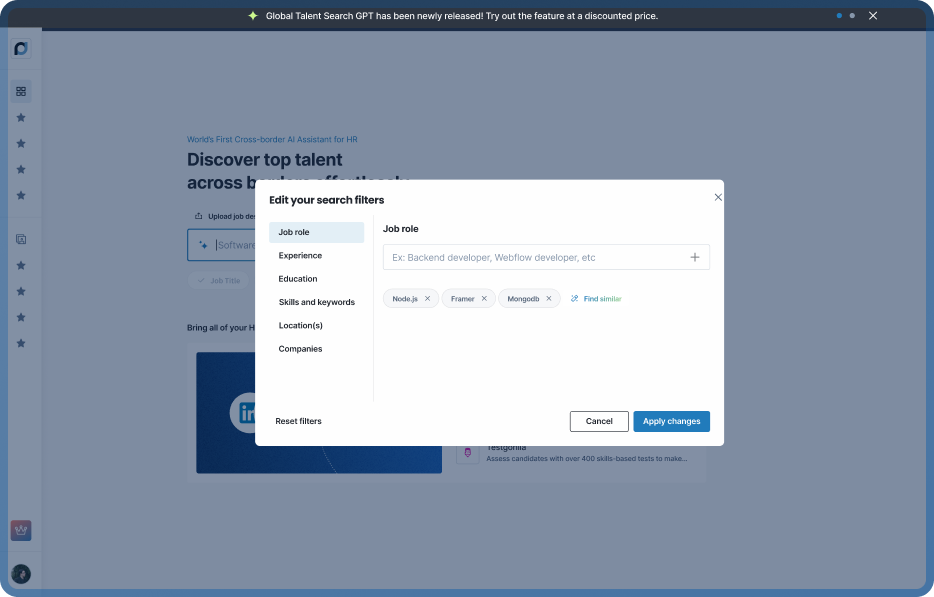 Global Talent Search GPT has been newly released! Try out the feature at a discounted price.
World's First Cross-border AI Assistant for HR
Discover top talent
across
Upload job
Software
Job Title
Bring all of your
in
Edit your search filters
Job role
Experience
Education
Skills and keywords
Location(s)
Companies
Job role
Ex: Backend developer, Webflow developer, etc
Node.js
Framer
Mongodb
Find similar
Reset filters
Cancel
Apply changes
Testgorilla
Assess candidates with over 400 skills-based tests to make...